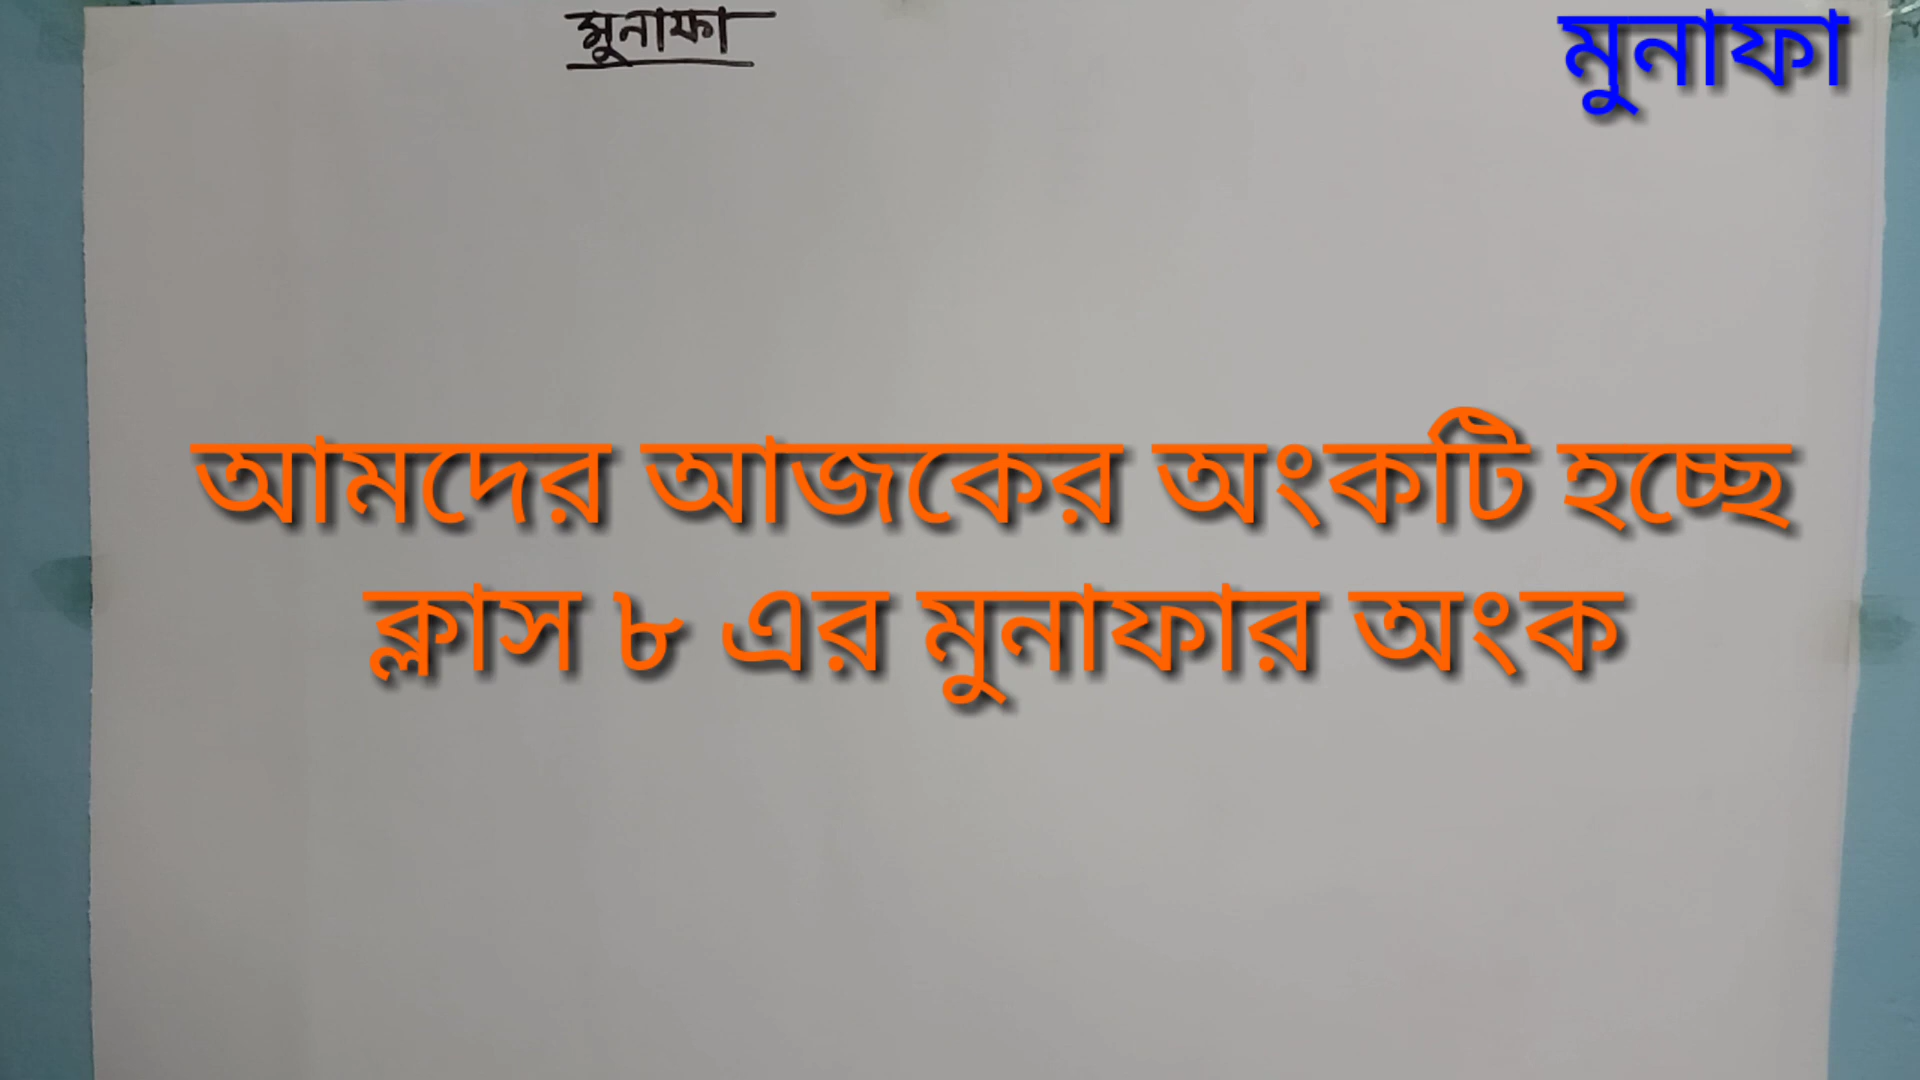 মুনাফা
মুনাফা
আমদের আজকের অংকটি হচ্ছে
ক্লাস ৮ এর মুনাফার অংক